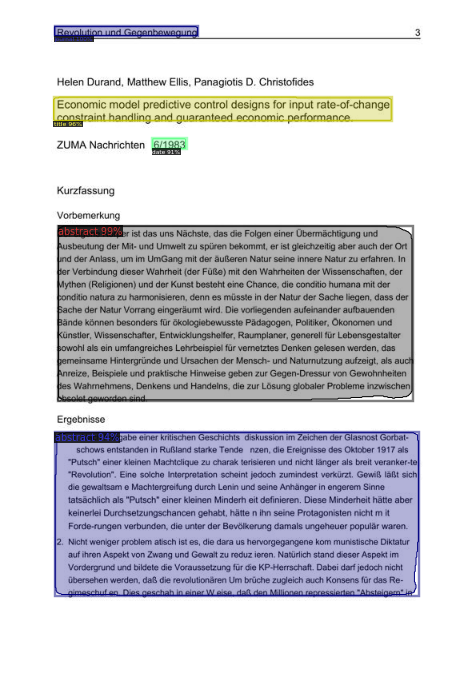 Revolution und Gegenbewegung 3
Helen Durand, Matthew Ellis, Panagiotis D. Christofides
Economic model predictive control designs for input rate-of-change
constraint handling and guaranteed economic performance.
title 96%
ZUMA Nachrichten 6/1983
date 91%
Kurzfassung
Vorbemerkung
abstract 99% er ist das uns Nächste, das die Folgen einer Übermächtigung und
Ausbeutung der Mit- und Umwelt zu spüren bekommt, er ist gleichzeitig aber auch der Ort
und der Anlass, um im UmGang mit der äußeren Natur seine innere Natur zu erfahren. In
der Verbindung dieser Wahrheit (der Füße) mit den Wahrheiten der Wissenschaften, der
Mythen (Religionen) und der Kunst besteht eine Chance, die conditio humana mit der
conditio natura zu harmonisieren, denn es müsste in der Natur der Sache liegen, dass der
Sache der Natur Vorrang eingeräumt wird. Die vorliegenden aufeinander aufbauenden
Bände können besonders für ökologiebewusste Pädagogen, Politiker, Ökonomen und
Künstler, Wissenschafter, Entwicklungshelfer, Raumplaner, generell für Lebensgestalter
sowohl als ein umfangreiches Lehrbeispiel für vernetztes Denken gelesen werden, das
gemeinsame Hintergründe und Ursachen der Mensch- und Naturnutzung aufzeigt, als auch
Anreize, Beispiele und praktische Hinweise geben zur Gegen-Dressur von Gewohnheiten
des Wahrnehmens, Denkens und Handelns, die zur Lösung globaler Probleme inzwischen
obsolet geworden sind.
Ergebnisse
abstract 94% gabe einer kritischen Geschichts diskussion im Zeichen der Glasnost Gorbat-
schows entstanden in Rußland starke Tende nzen, die Ereignisse des Oktober 1917 als
"Putsch" einer kleinen Machtclique zu charak terisieren und nicht länger als breit veranker-te
"Revolution". Eine solche Interpretation scheint jedoch zumindest verkürzt. Gewiß läßt sich
die gewaltsam e Machtergreifung durch Lenin und seine Anhänger in engerem Sinne
tatsächlich als "Putsch" einer kleinen Minderh eit definieren. Diese Minderheit hätte aber
keinerlei Durchsetzungschancen gehabt, hätte n ihn seine Protagonisten nicht m it
Forde-rungen verbunden, die unter der Bevölkerung damals ungeheuer populär waren.
2. Nicht weniger problem atisch ist es, die dara us hervorgegangene kom munistische Diktatur
auf ihren Aspekt von Zwang und Gewalt zu reduz ieren. Natürlich stand dieser Aspekt im
Vordergrund und bildete die Voraussetzung für die KP-Herrschaft. Dabei darf jedoch nicht
übersehen werden, daß die revolutionären Um brüche zugleich auch Konsens für das Re-
gimeschuf en. Dies geschah in einer W eise, daß den Millionen repressierten "Absteigern" in